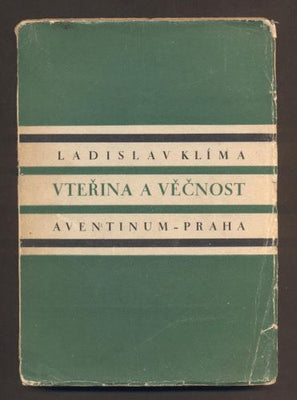 LADISLAV KLÍMA
VTEŘINA A VĚČNOST
AVENTINUM – PRAHA